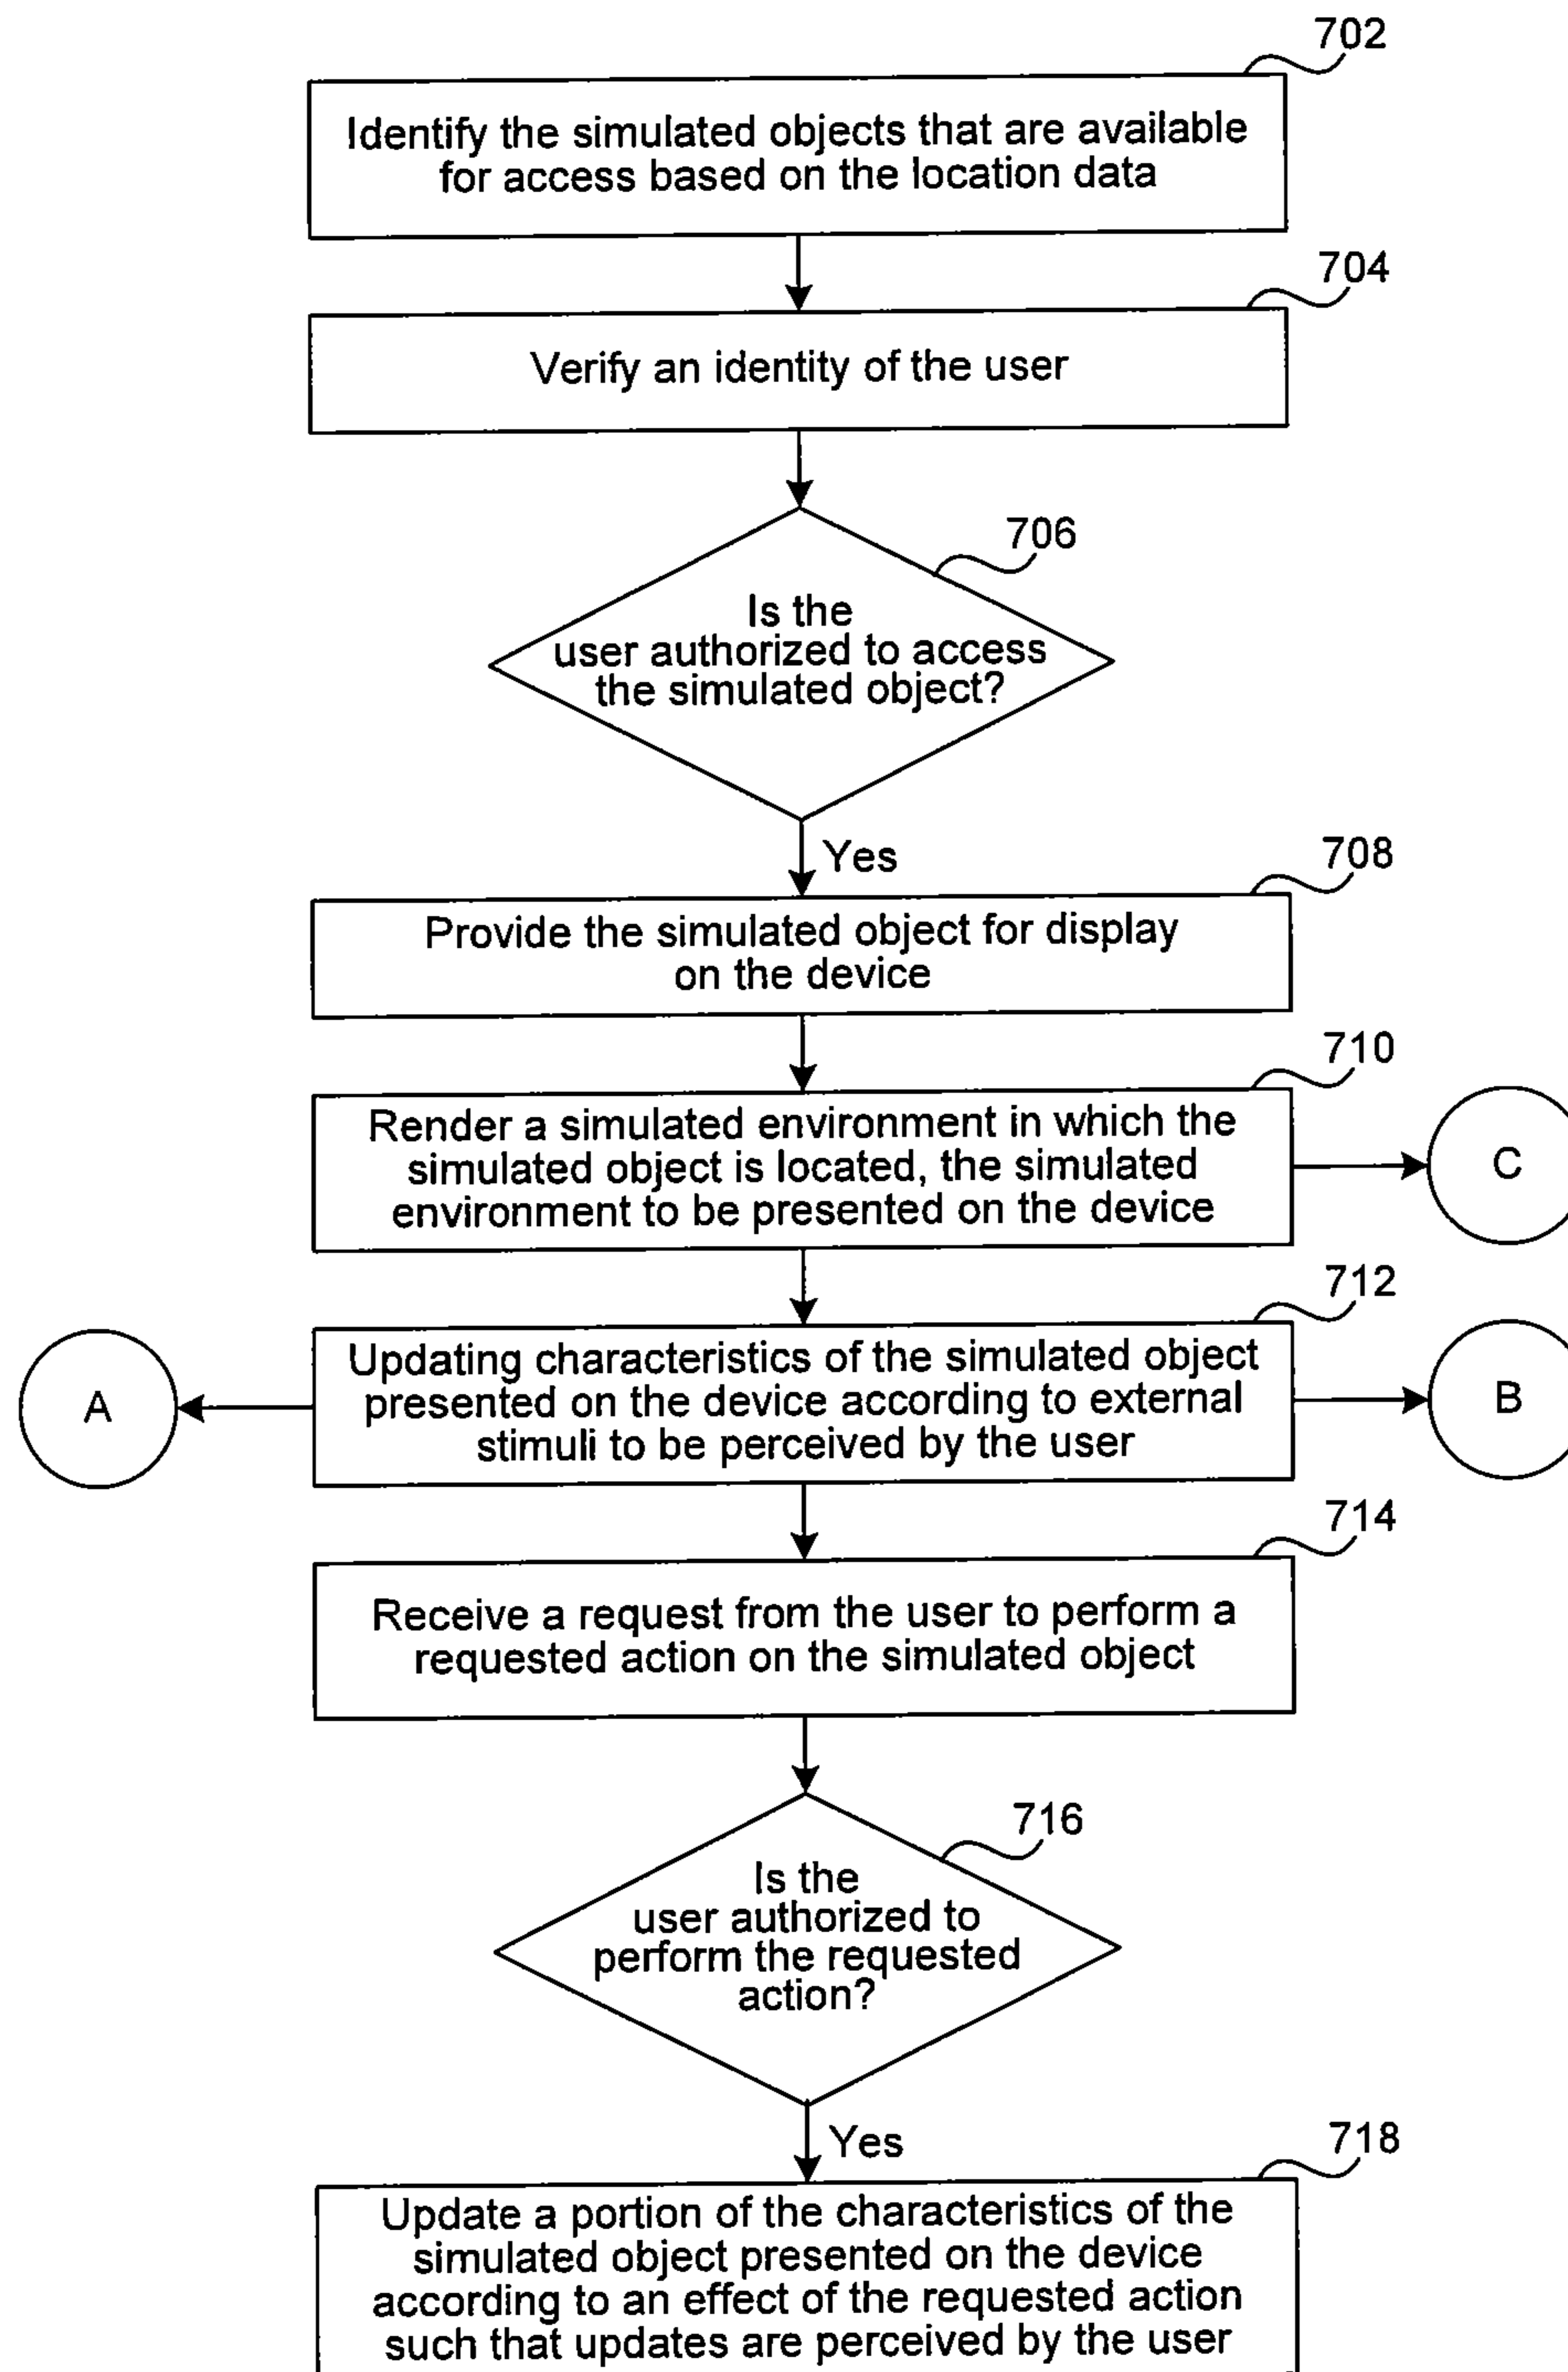 702
Identify the simulated objects that are available
for access based on the location data
704
Verify an identity of the user
706
Is the
user authorized to access
the simulated object?
Yes
708
Provide the simulated object for display
on the device
710
Render a simulated environment in which the
simulated object is located, the simulated
environment to be presented on the device
C
712
Updating characteristics of the simulated object
presented on the device according to external
stimuli to be perceived by the user
A
B
714
Receive a request from the user to perform a
requested action on the simulated object
716
Is the
user authorized to
perform the requested
action?
Yes
718
Update a portion of the characteristics of the
simulated object presented on the device
according to an effect of the requested action
such that updates are perceived by the user